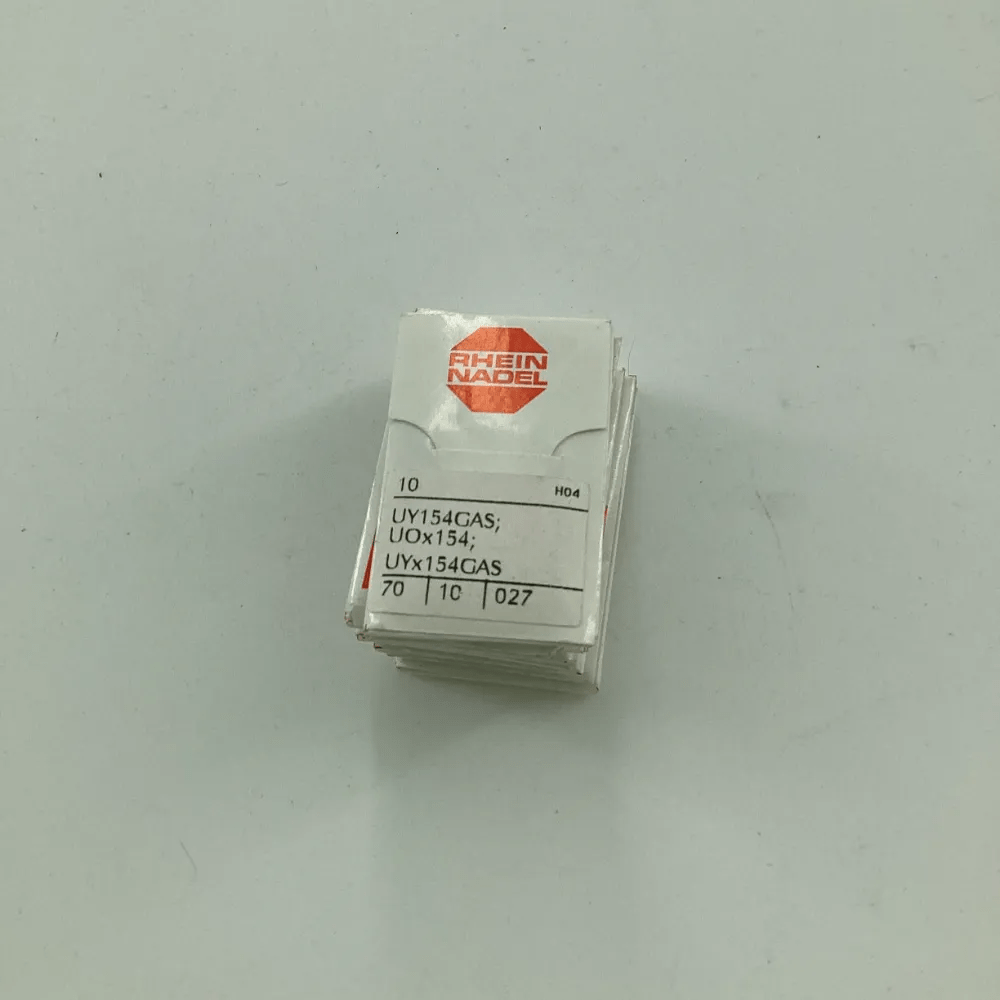 RHEIN
NADEL
10 H04
UY154GAS;
UOx154;
UYx154GAS
70 10 027